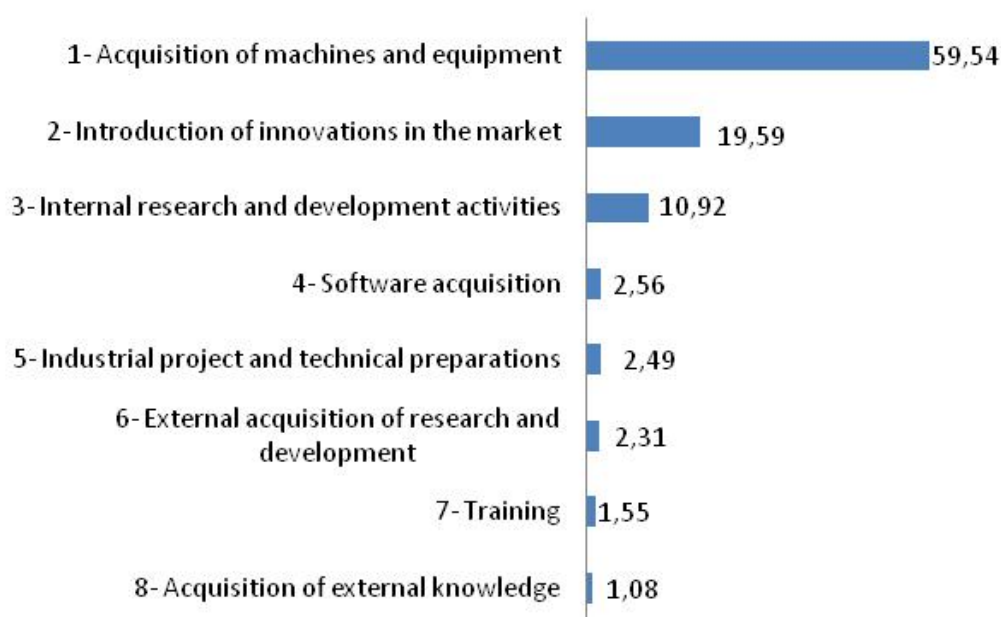 1- Acquisition of machines and equipment 59,54
2- Introduction of innovations in the market 19,59
3- Internal research and development activities 10,92
4- Software acquisition 2,56
5- Industrial project and technical preparations 2,49
6- External acquisition of research and
development 2,31
7- Training 1,55
8- Acquisition of external knowledge 1,08